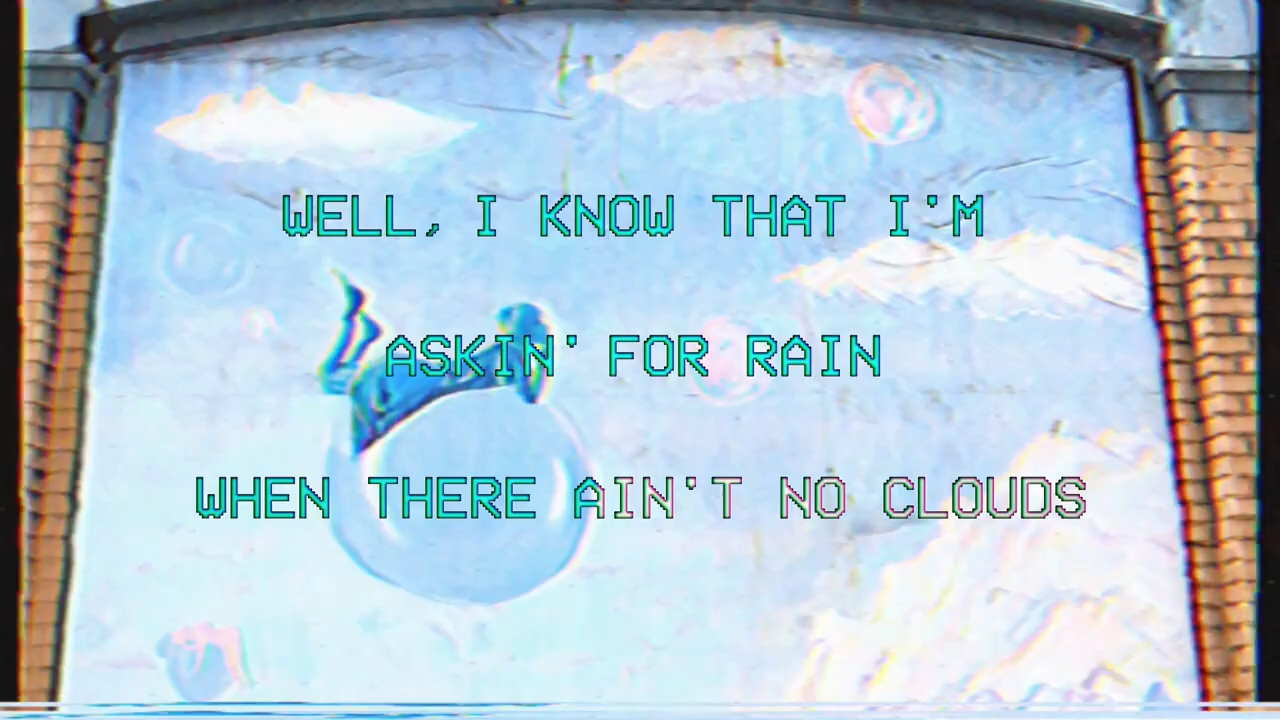 WELL, I KNOW THAT I'M
ASKIN' FOR RAIN
WHEN THERE AIN'T NO CLOUDS